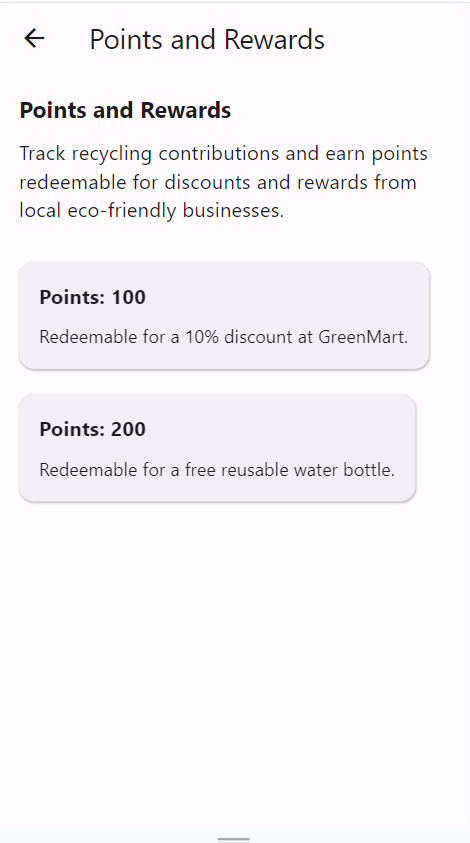 Points and Rewards
Points and Rewards
Track recycling contributions and earn points
redeemable for discounts and rewards from
local eco-friendly businesses.
Points: 100
Redeemable for a 10% discount at GreenMart.
Points: 200
Redeemable for a free reusable water bottle.